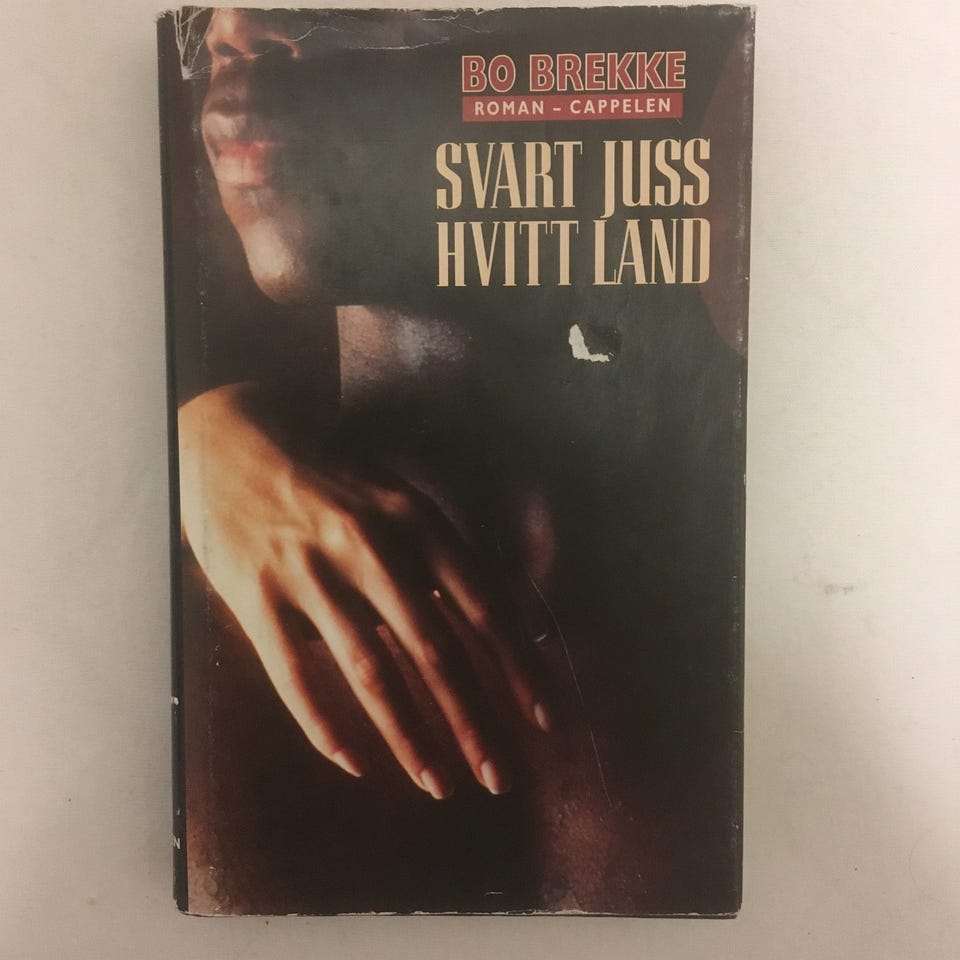 BO BREKKE
ROMAN – CAPPELEN
SVART JUSS
HVITT LAND
N